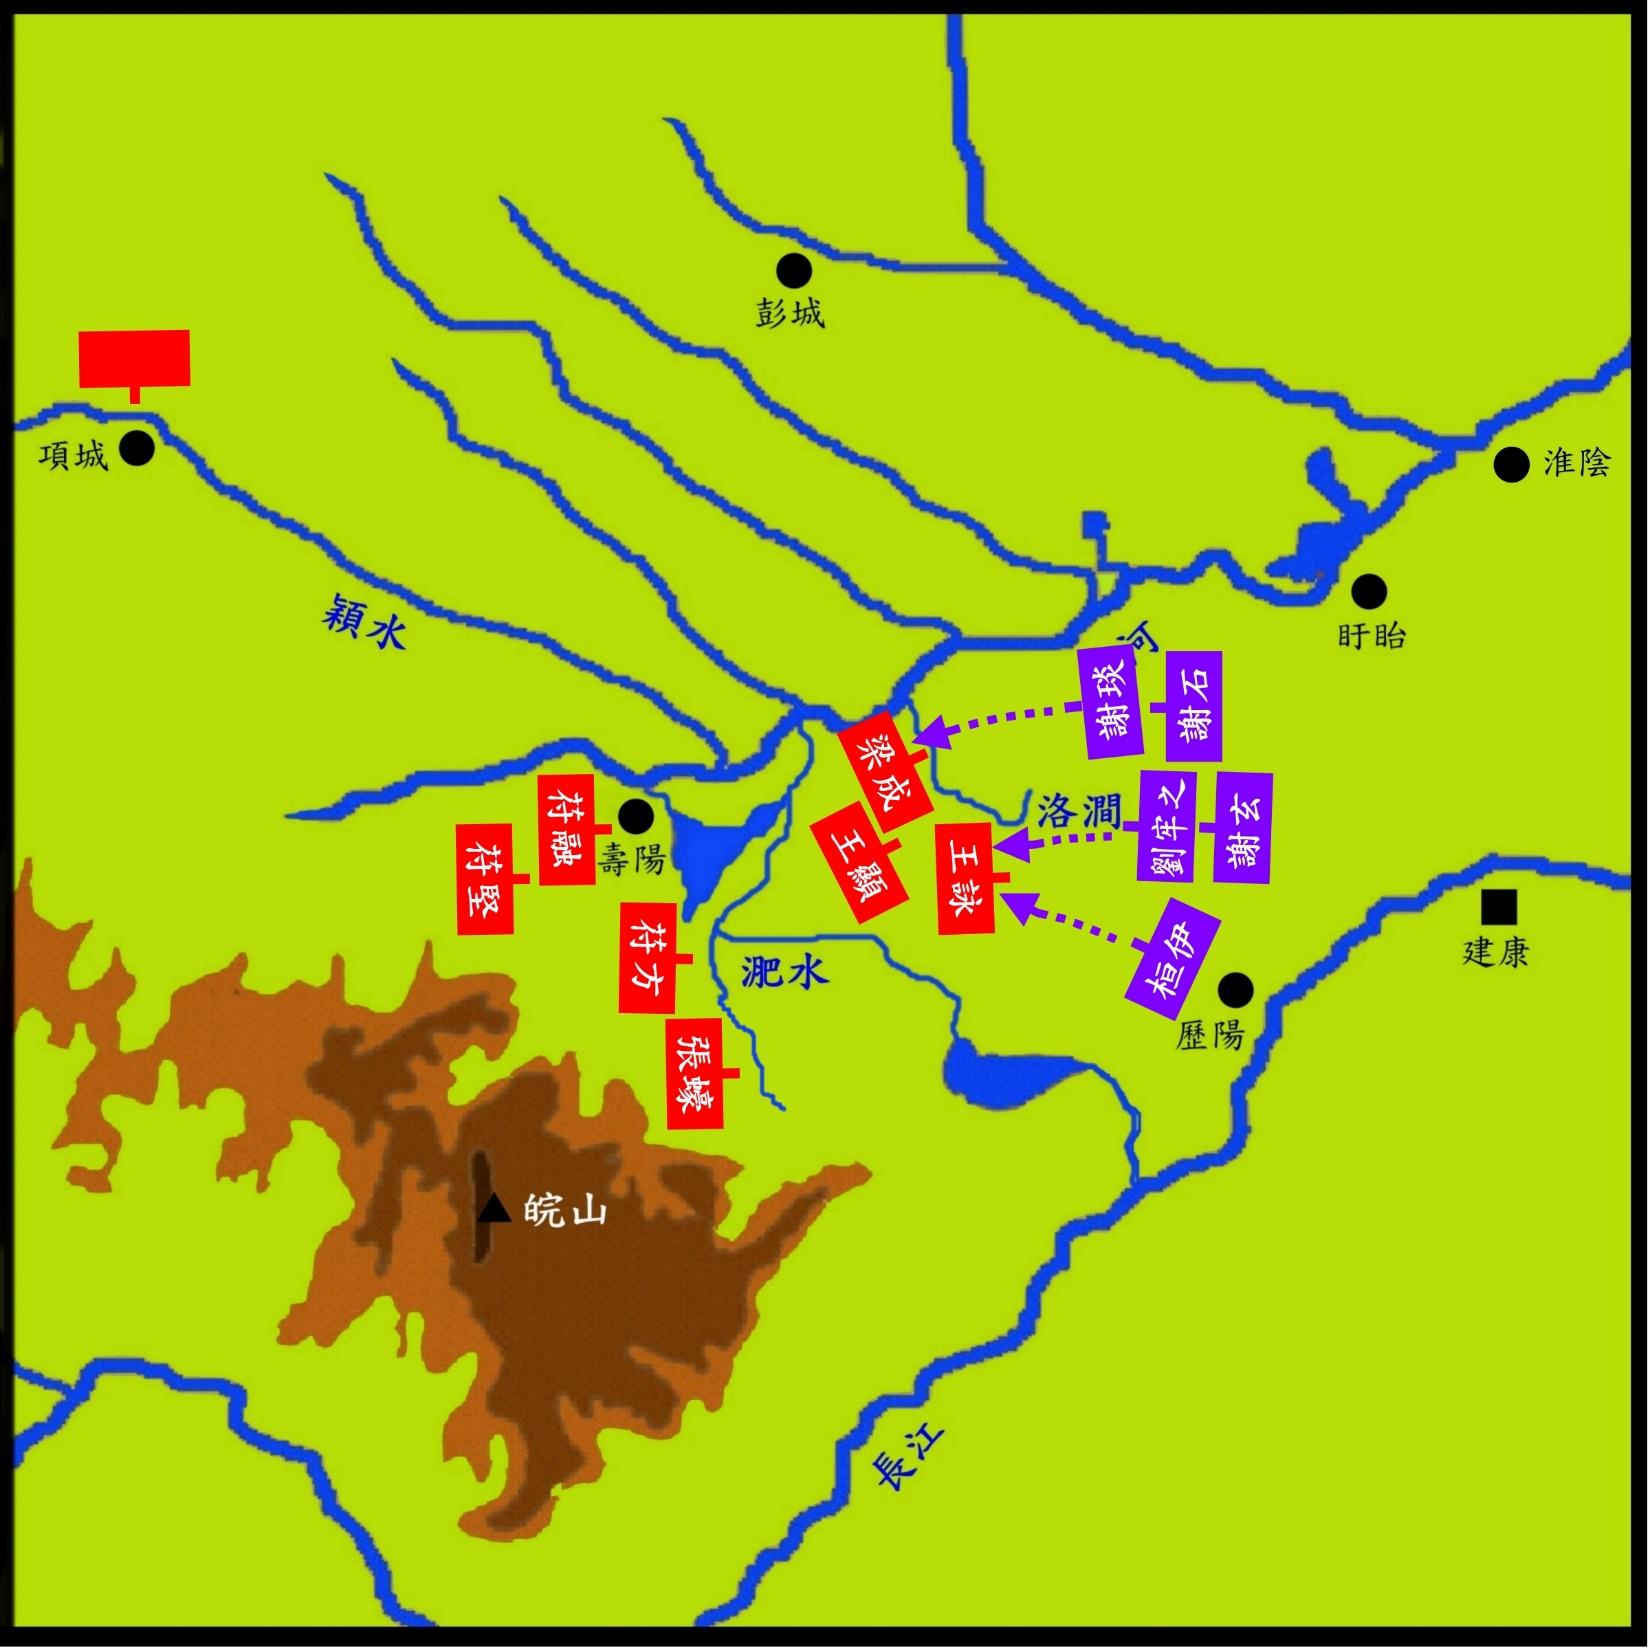 彭城
項城
淮陰
穎水
盱眙
河
謝琰
謝石
梁成
洛澗
劉牢之
謝玄
苻融
壽陽
苻堅
王顯
王詠
苻方
淝水
桓伊
建康
歷陽
張蠔
皖山
長江